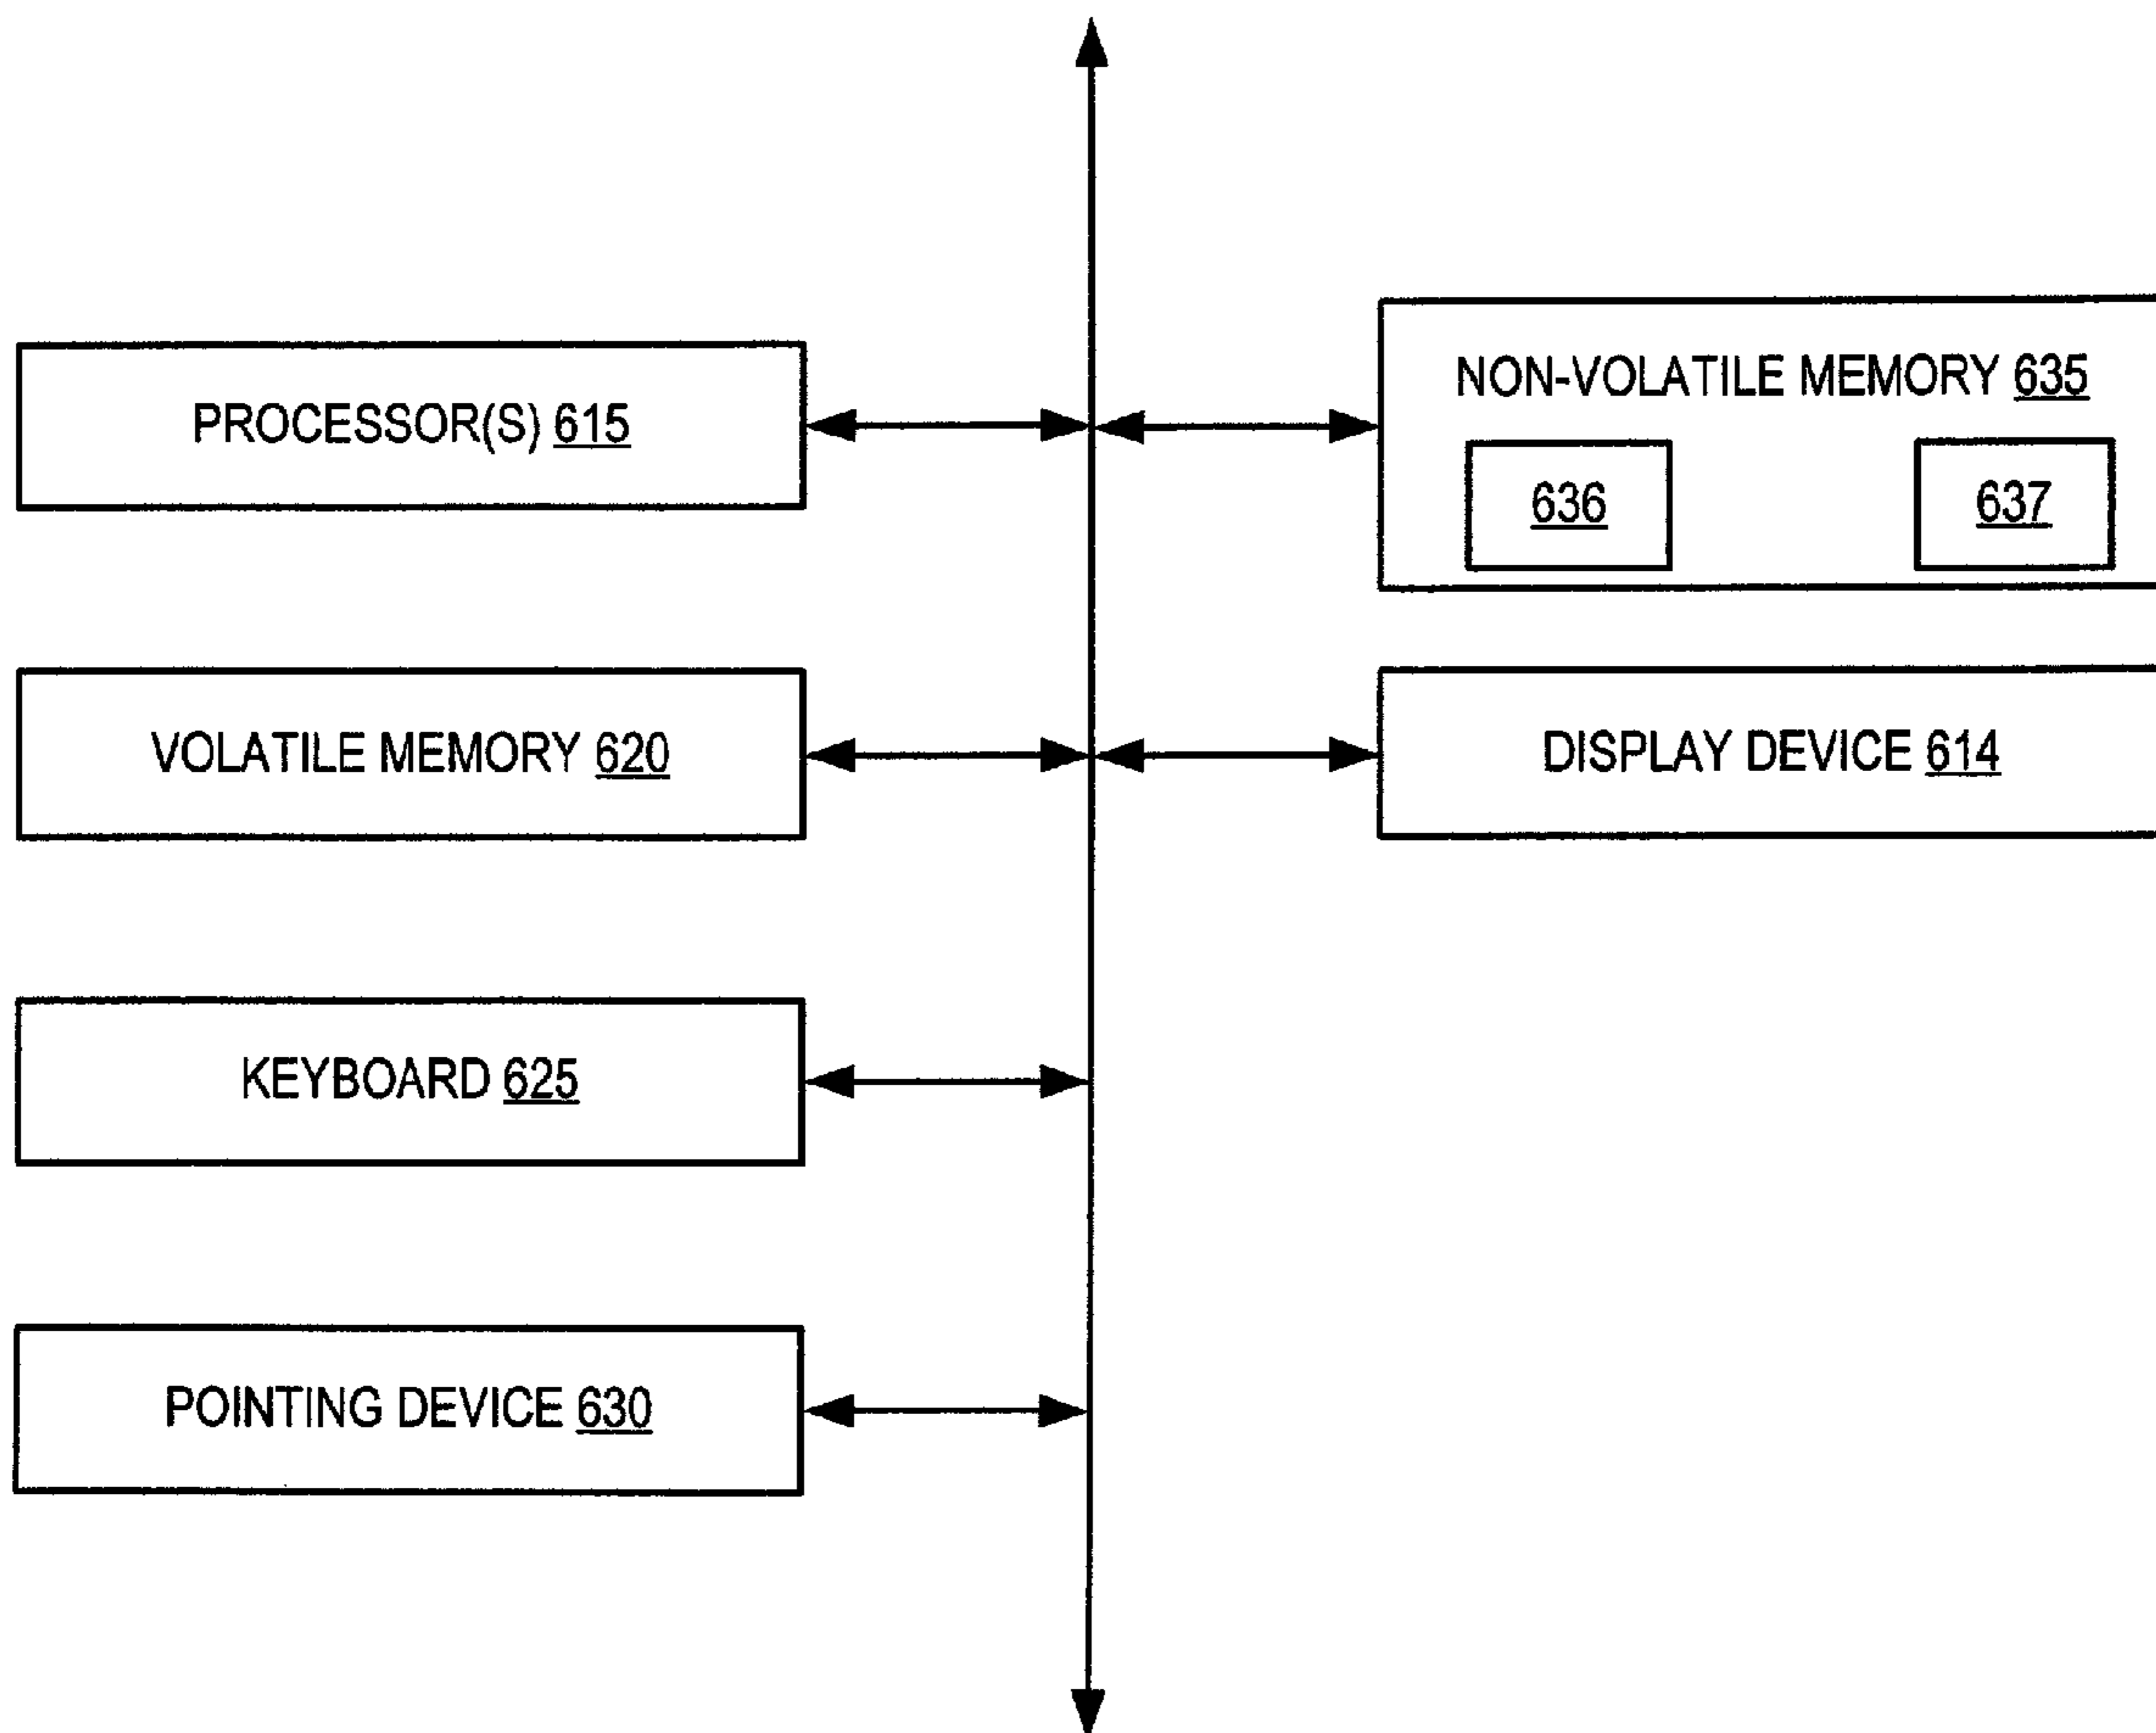 PROCESSOR(S) 615
NON-VOLATILE MEMORY 635
636
637
VOLATILE MEMORY 620
DISPLAY DEVICE 614
KEYBOARD 625
POINTING DEVICE 630